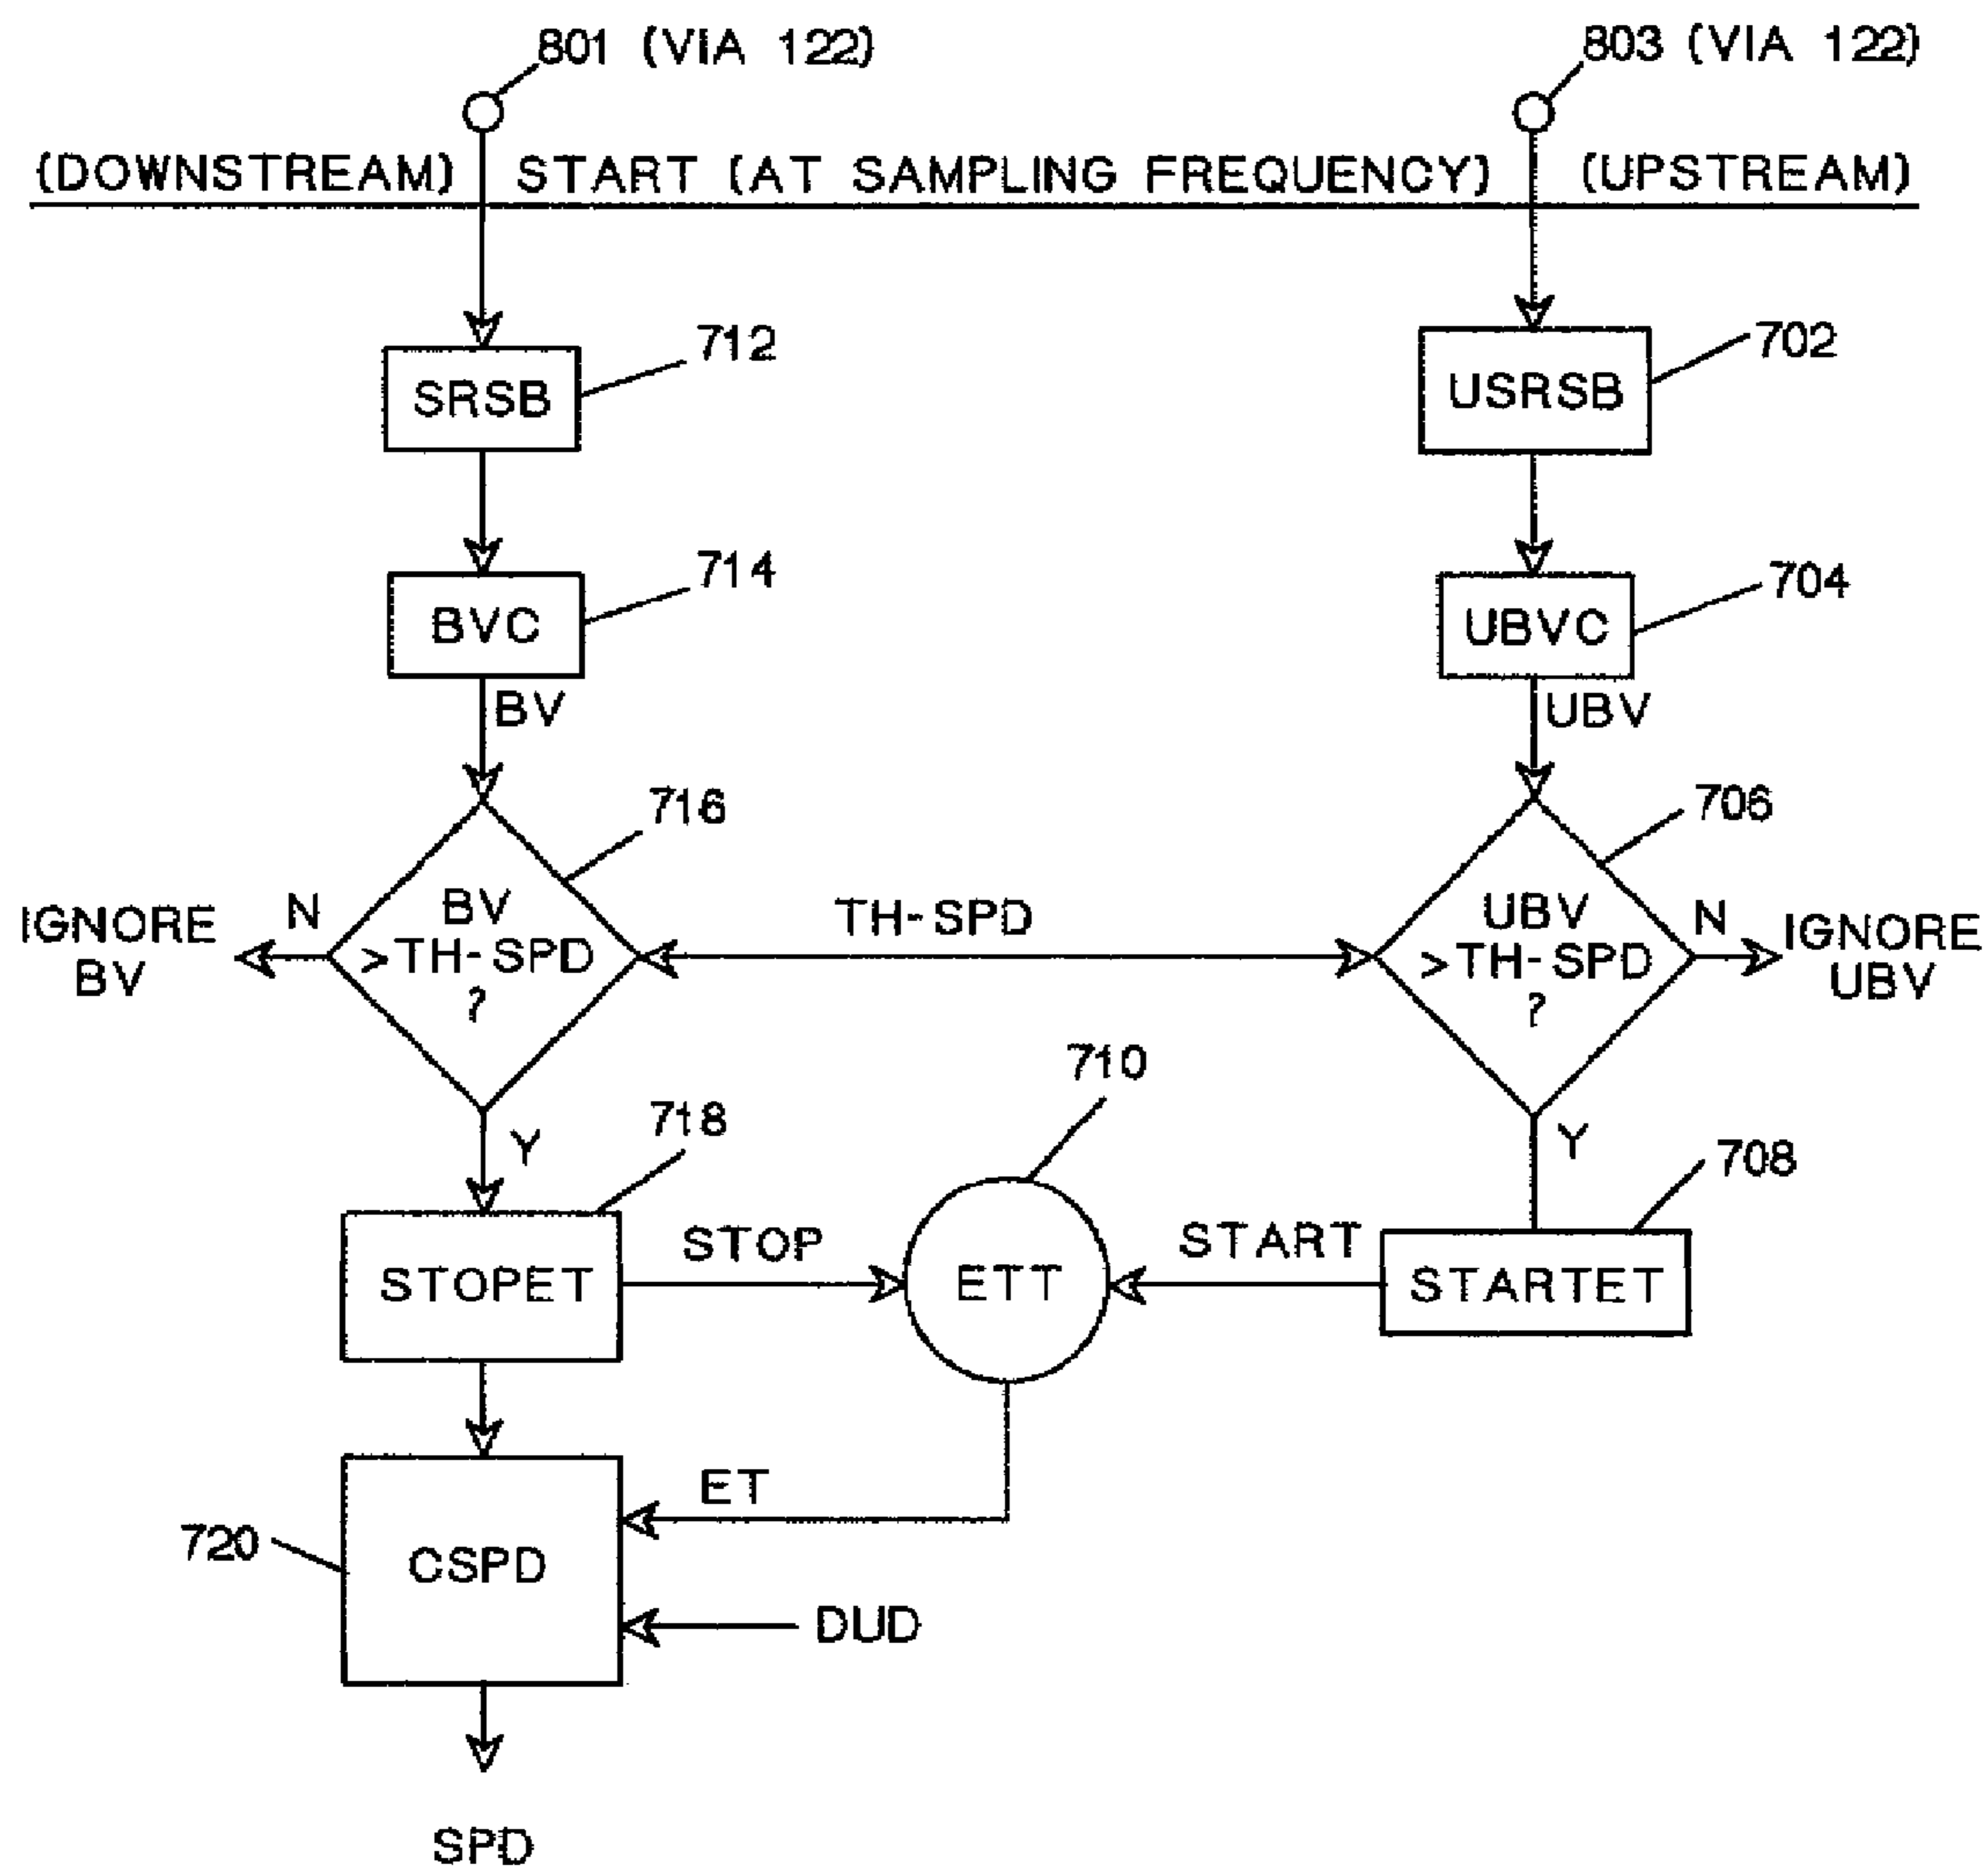 801 (VIA 122)
803 (VIA 122)
(DOWNSTREAM) START (AT SAMPLING FREQUENCY) (UPSTREAM)
712
SRSB
702
USRSB
714
BVC
704
UBVC
BV
UBV
716
706
BV
>TH-SPD
?
N
IGNORE
BV
TH-SPD
UBV
>TH-SPD
?
N
IGNORE
UBV
710
718
Y
Y
708
STOPET
STOP
ETT
START
STARTET
ET
720
CSPD
DUD
SPD